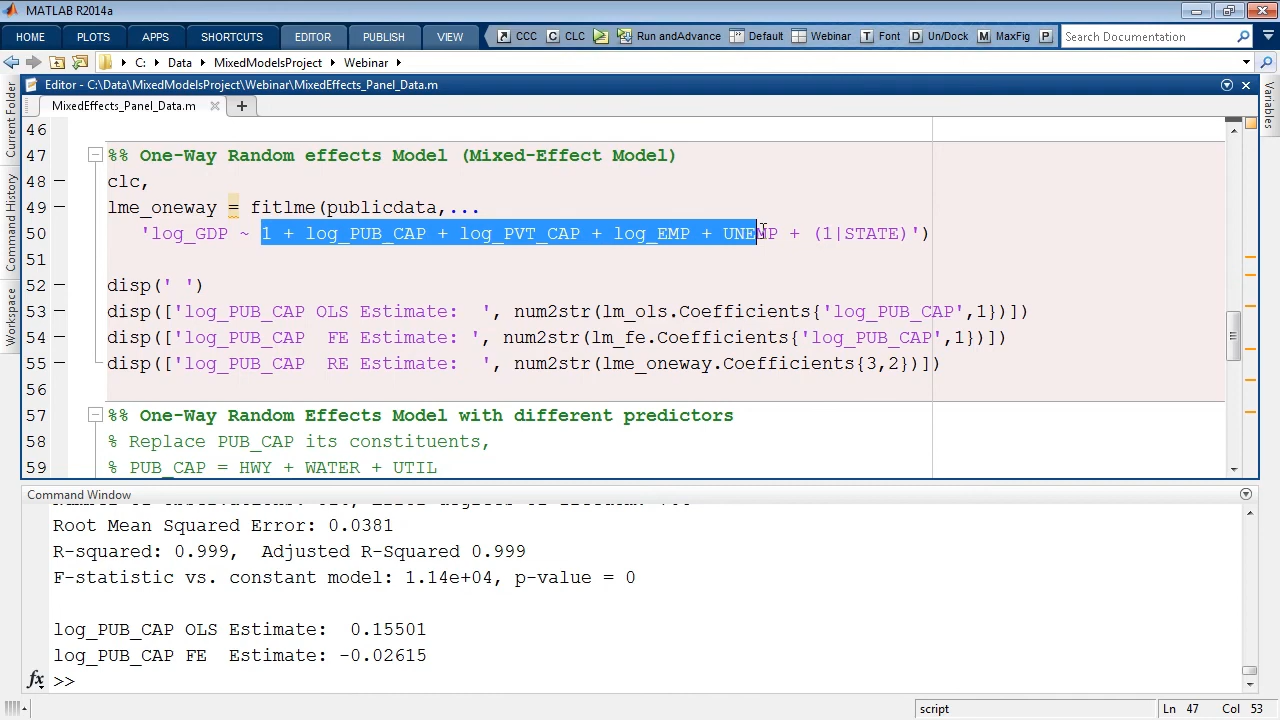 MATLAB R2014a
HOME PLOTS APPS SHORTCUTS EDITOR PUBLISH VIEW CCC CLC Run andAdvance Default Webinar Font Un/Dock MaxFig Search Documentation
C: Data MixedModelsProject Webinar
Editor - C:\Data\MixedModelsProject\Webinar\MixedEffects_Panel_Data.m
MixedEffects_Panel_Data.m
Current Folder
Command History
Workspace
Variables
46
47 %% One-Way Random effects Model (Mixed-Effect Model)
48 clc,
49 lme_oneway = fitlme(publicdata,...
50 'log_GDP ~ 1 + log_PUB_CAP + log_PVT_CAP + log_EMP + UNEMP + (1|STATE)')
51
52 disp(' ')
53 disp(['log_PUB_CAP OLS Estimate:  ', num2str(lm_ols.Coefficients{'log_PUB_CAP',1})])
54 disp(['log_PUB_CAP  FE Estimate: ', num2str(lm_fe.Coefficients{'log_PUB_CAP',1})])
55 disp(['log_PUB_CAP  RE Estimate:  ', num2str(lme_oneway.Coefficients{3,2})])
56
57 %% One-Way Random Effects Model with different predictors
58 % Replace PUB_CAP its constituents,
59 % PUB_CAP = HWY + WATER + UTIL
Command Window
Root Mean Squared Error: 0.0381
R-squared: 0.999,  Adjusted R-Squared 0.999
F-statistic vs. constant model: 1.14e+04, p-value = 0
log_PUB_CAP OLS Estimate:  0.15501
log_PUB_CAP FE  Estimate: -0.02615
fx >>
script Ln 47 Col 53